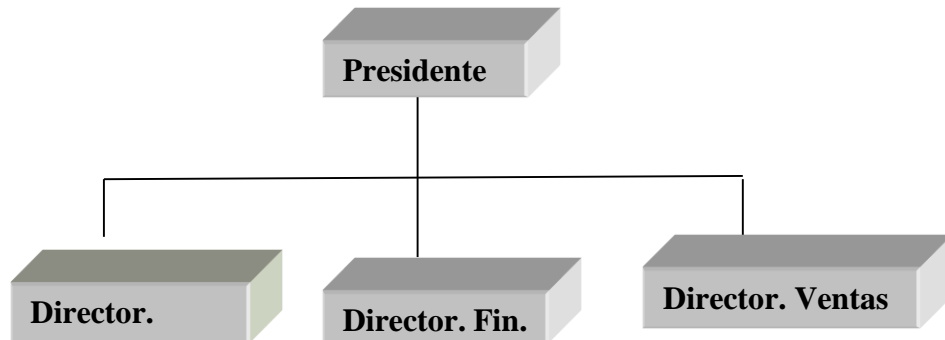 Presidente
Director.
Director. Fin.
Director. Ventas